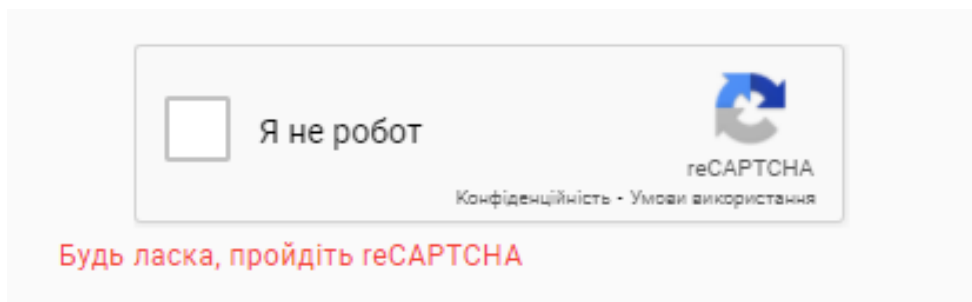 Я не робот
reCAPTCHA
Конфіденційність - Умови використання
Будь ласка, пройдіть reCAPTCHA